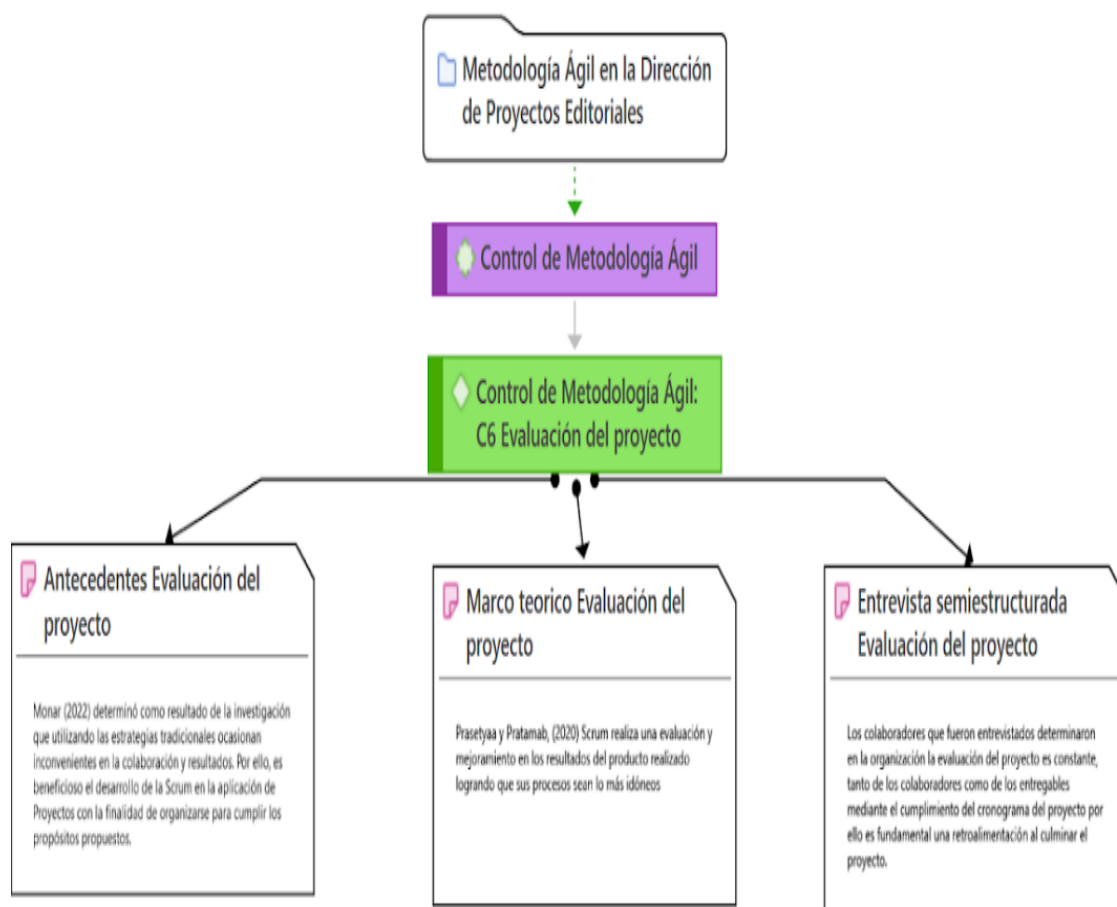 Metodología Ágil en la Dirección
de Proyectos Editoriales
Control de Metodología Ágil
Control de Metodología Ágil:
C6 Evaluación del proyecto
Antecedentes Evaluación del
proyecto
Monar (2022) determinó como resultado de la investigación
que utilizando las estrategias tradicionales ocasionan
inconvenientes en la colaboración y resultados. Por ello, es
beneficioso el desarrollo de la Scrum en la aplicación de
Proyectos con la finalidad de organizarse para cumplir los
propósitos propuestos.
Marco teorico Evaluación del
proyecto
Prasetyaa y Pratamab, (2020) Scrum realiza una evaluación y
mejoramiento en los resultados del producto realizado
logrando que sus procesos sean lo más idóneos
Entrevista semiestructurada
Evaluación del proyecto
Los colaboradores que fueron entrevistados determinaron
en la organización la evaluación del proyecto es constante,
tanto de los colaboradores como de los entregables
mediante el cumplimiento del cronograma del proyecto por
ello es fundamental una retroalimentación al culminar el
proyecto.